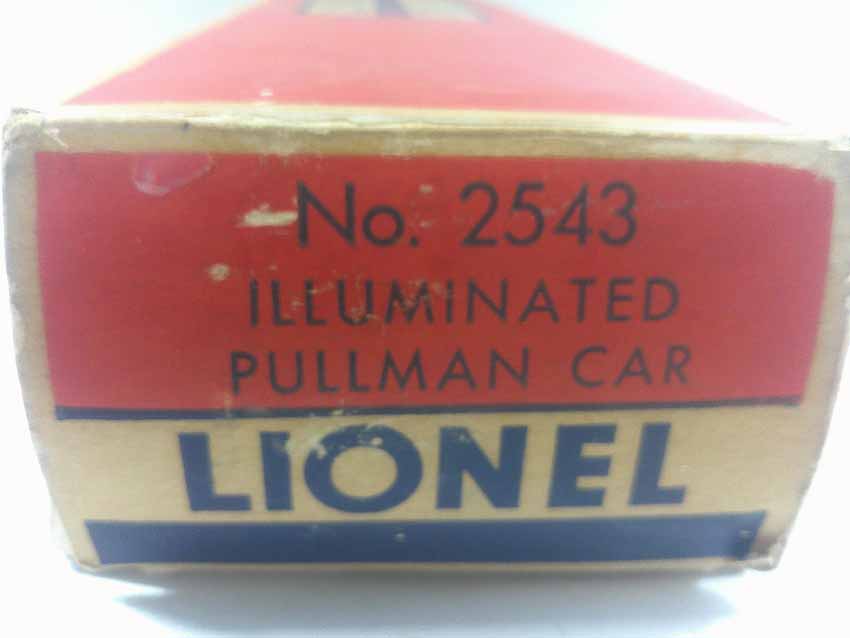 No. 2543
ILLUMINATED
PULLMAN CAR
LIONEL